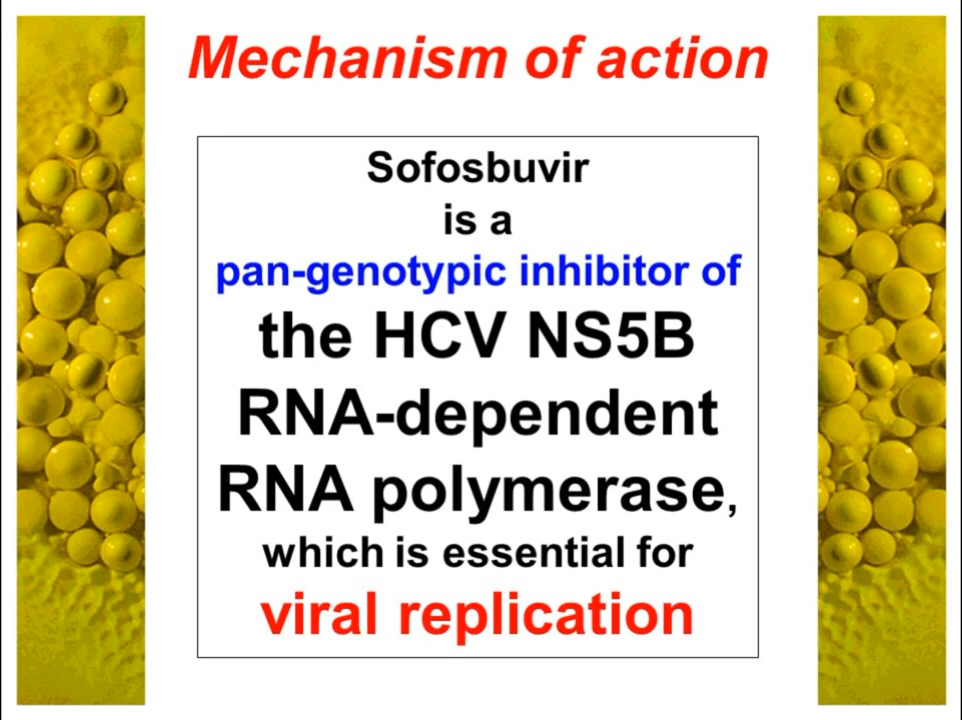 Mechanism of action
Sofosbuvir
is a
pan-genotypic inhibitor of
the HCV NS5B
RNA-dependent
RNA polymerase,
which is essential for
viral replication